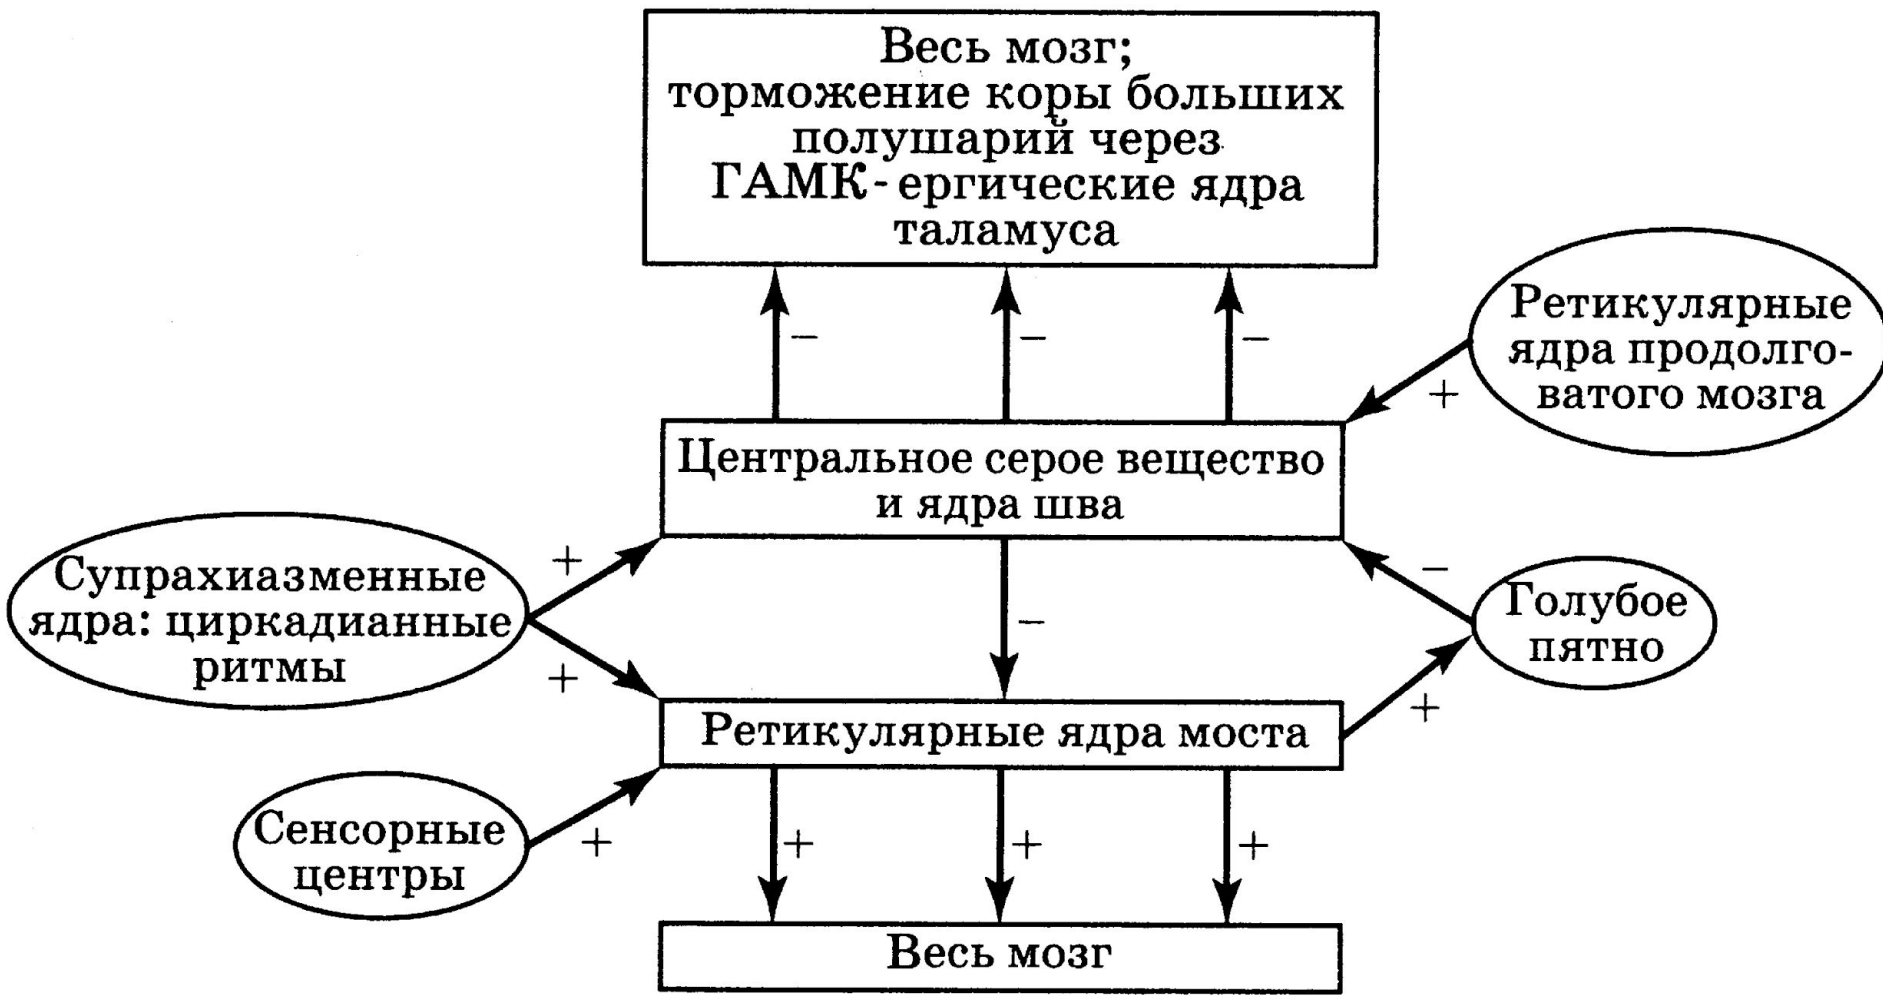 Весь мозг;
торможение коры больших
полушарий через
ГАМК-ергические ядра
таламуса
Ретикулярные
ядра продолго-
ватого мозга
Центральное серое вещество
и ядра шва
Супрахиазменные
ядра: циркадианные
ритмы
Голубое
пятно
Ретикулярные ядра моста
Сенсорные
центры
Весь мозг
− − −
+
+
−
−
+
+
+
+ + +